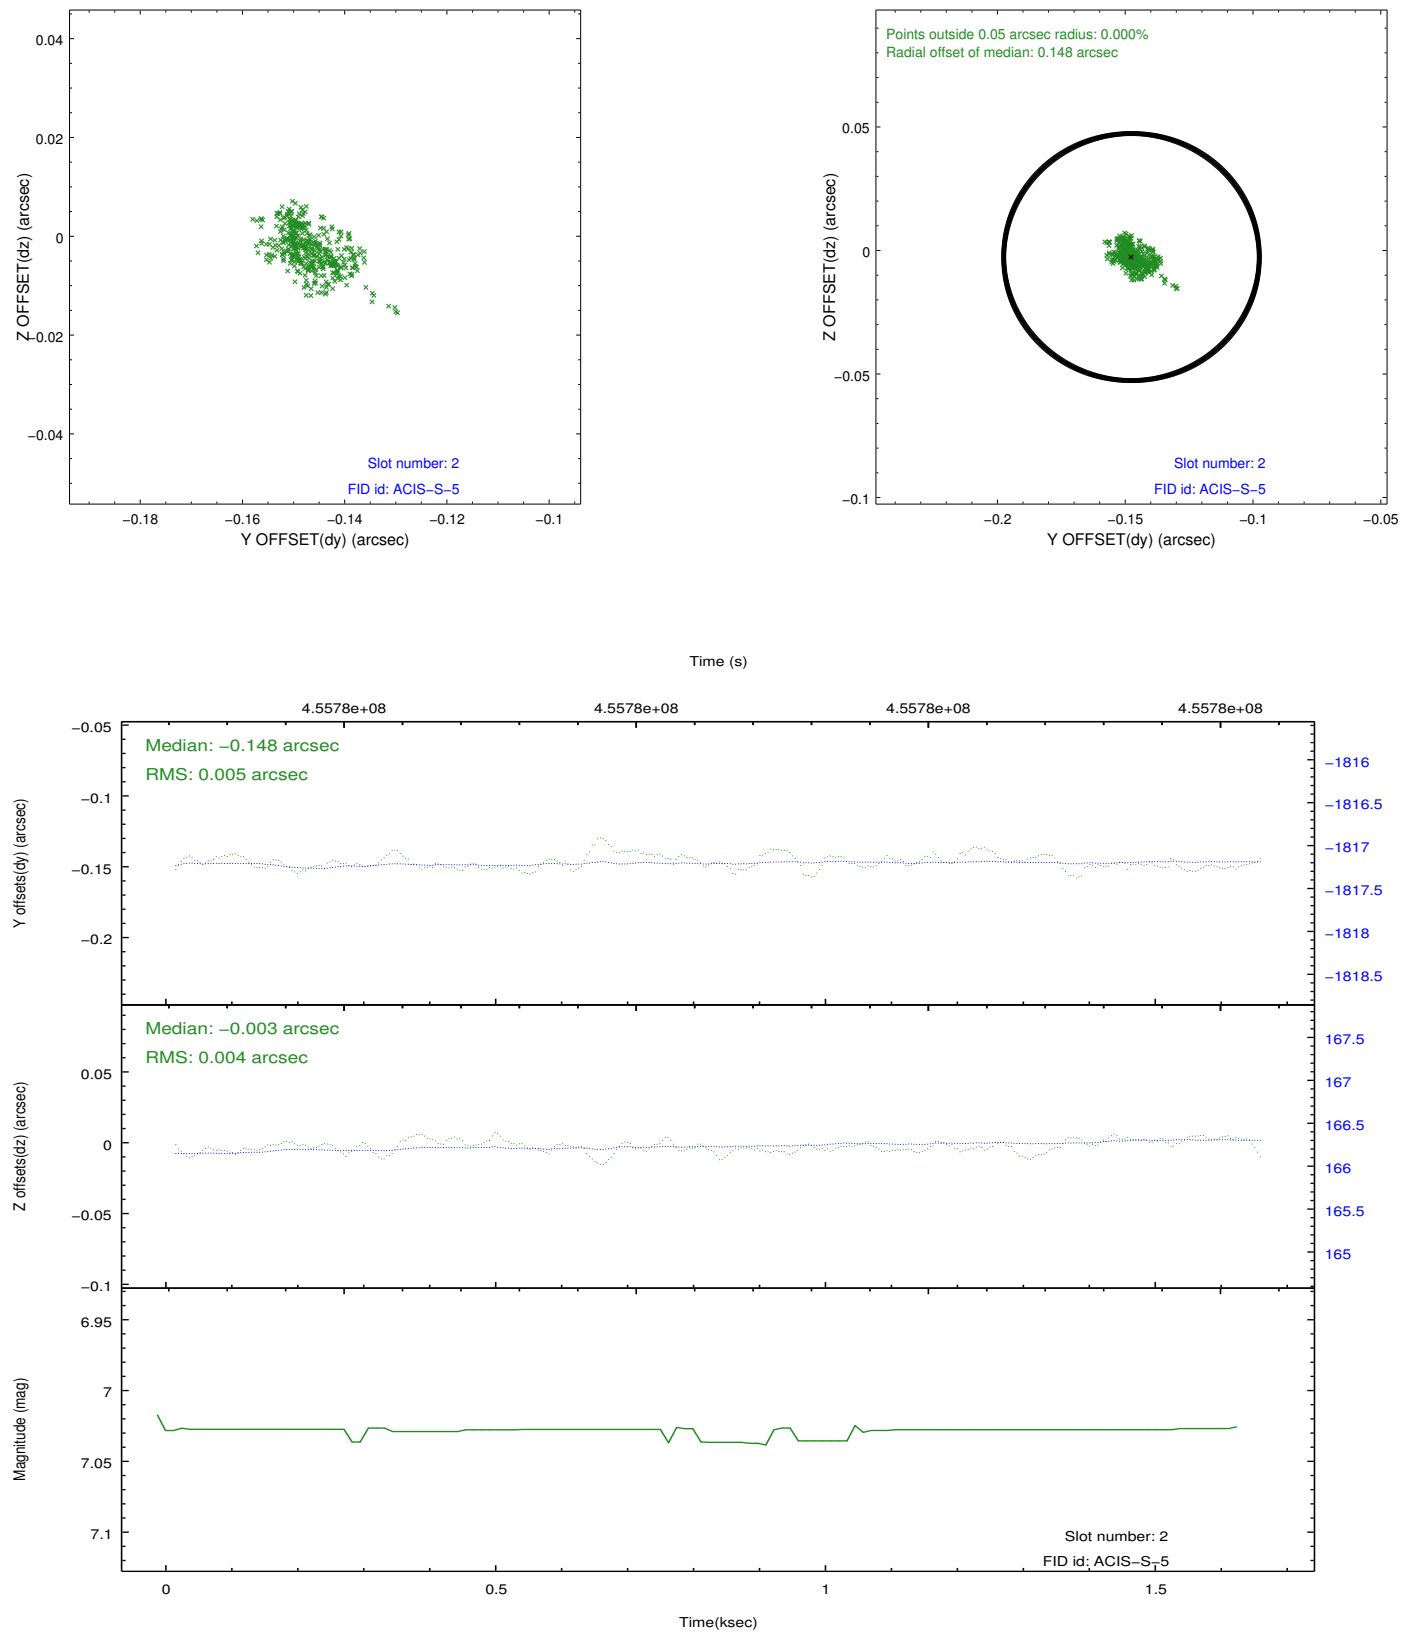 0.04
0.02
0
−0.02
−0.04
Z OFFSET(dz) (arcsec)
Slot number: 2
FID id: ACIS−S−5
−0.18
−0.16
−0.14
−0.12
−0.1
Y OFFSET(dy) (arcsec)
Points outside 0.05 arcsec radius: 0.000%
Radial offset of median: 0.148 arcsec
0.05
0
−0.05
−0.1
Z OFFSET(dz) (arcsec)
Slot number: 2
FID id: ACIS−S−5
−0.2
−0.15
−0.1
−0.05
Y OFFSET(dy) (arcsec)
Time (s)
4.5578e+08
4.5578e+08
4.5578e+08
4.5578e+08
Median: −0.148 arcsec
RMS: 0.005 arcsec
−0.05
−0.1
−0.15
−0.2
Y offsets(dy) (arcsec)
−1816
−1816.5
−1817
−1817.5
−1818
−1818.5
Median: −0.003 arcsec
RMS: 0.004 arcsec
0.05
0
−0.05
−0.1
Z offsets(dz) (arcsec)
167.5
167
166.5
166
165.5
165
6.95
7
7.05
7.1
Magnitude (mag)
Slot number: 2
FID id: ACIS−S−5
0
0.5
1
1.5
Time(ksec)